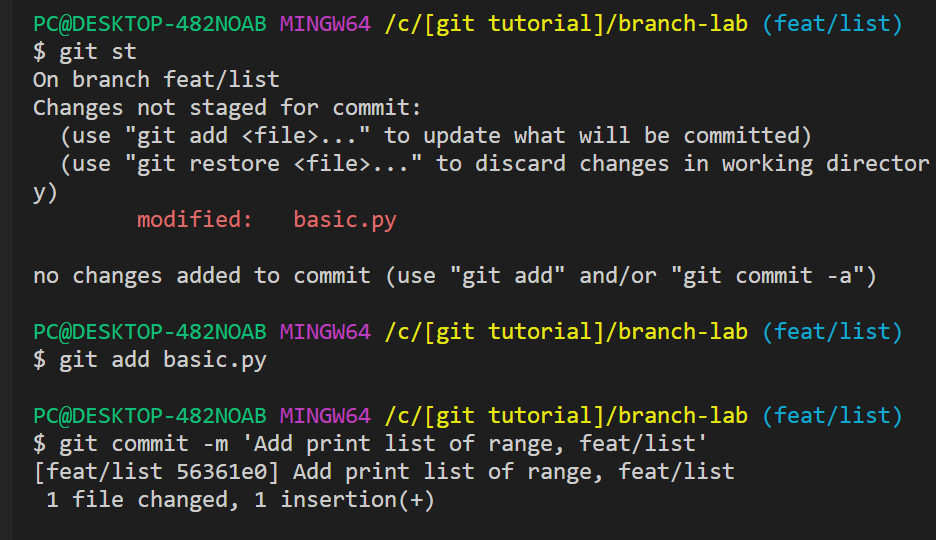 PC@DESKTOP-482NOAB MINGW64 /c/[git tutorial]/branch-lab (feat/list)
$ git st
On branch feat/list
Changes not staged for commit:
  (use "git add <file>..." to update what will be committed)
  (use "git restore <file>..." to discard changes in working director
y)
        modified:   basic.py

no changes added to commit (use "git add" and/or "git commit -a")

PC@DESKTOP-482NOAB MINGW64 /c/[git tutorial]/branch-lab (feat/list)
$ git add basic.py

PC@DESKTOP-482NOAB MINGW64 /c/[git tutorial]/branch-lab (feat/list)
$ git commit -m 'Add print list of range, feat/list'
[feat/list 56361e0] Add print list of range, feat/list
 1 file changed, 1 insertion(+)